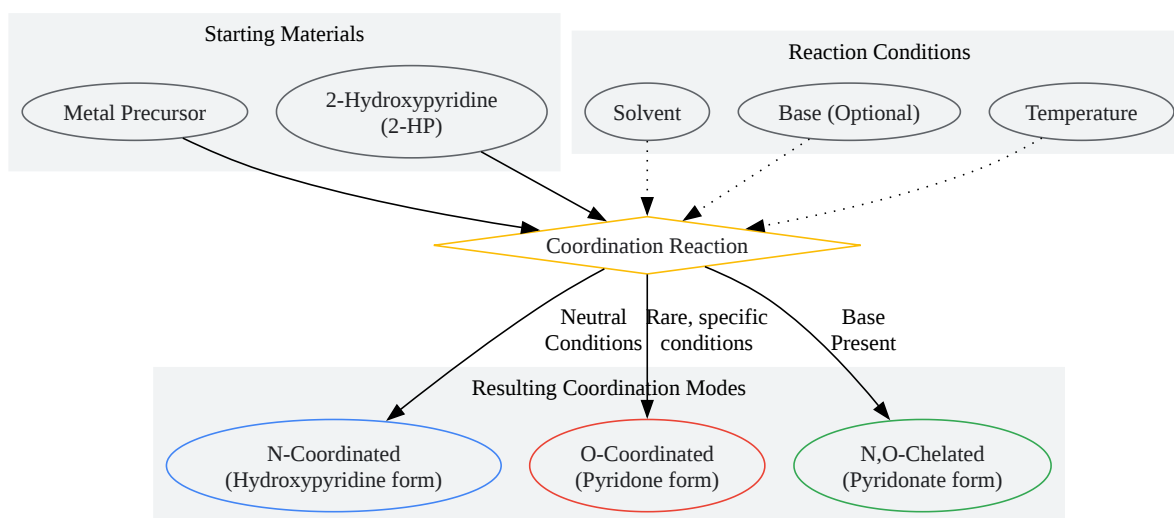 Starting Materials
Reaction Conditions
Metal Precursor
2-Hydroxypyridine
(2-HP)
Solvent
Base (Optional)
Temperature
Coordination Reaction
Neutral
Conditions
Rare, specific
conditions
Base
Present
Resulting Coordination Modes
N-Coordinated
(Hydroxypyridine form)
O-Coordinated
(Pyridone form)
N,O-Chelated
(Pyridonate form)